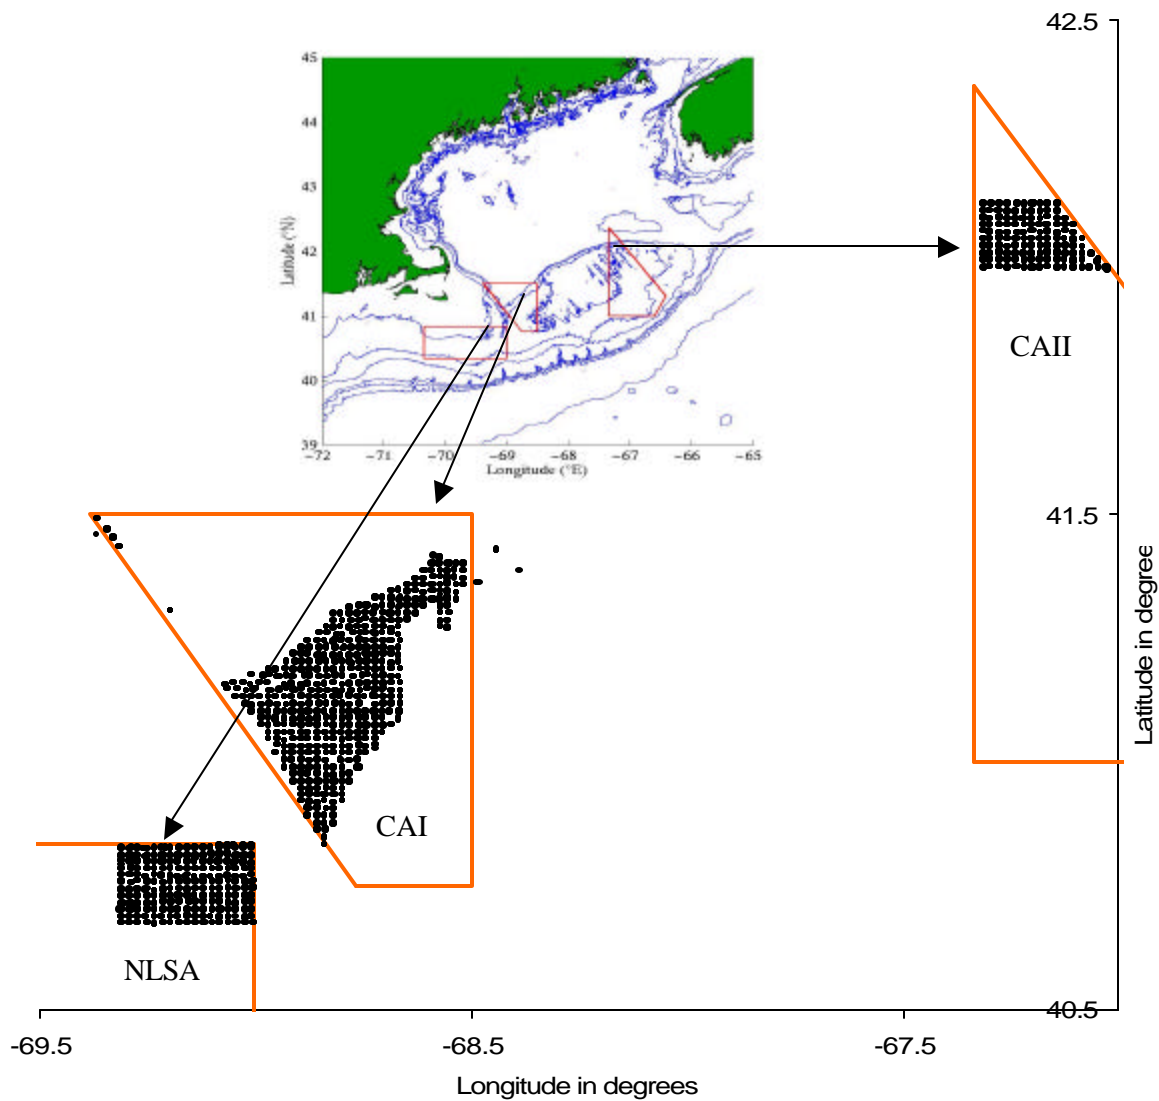 42.5
45
44
43
42
41
40
39
Latitude (°N)
-72 -71 -70 -69 -68 -67 -66 -65
Longitude (°E)
CAII
41.5
Latitude in degree
CAI
NLSA
40.5
-69.5 -68.5 -67.5
Longitude in degrees